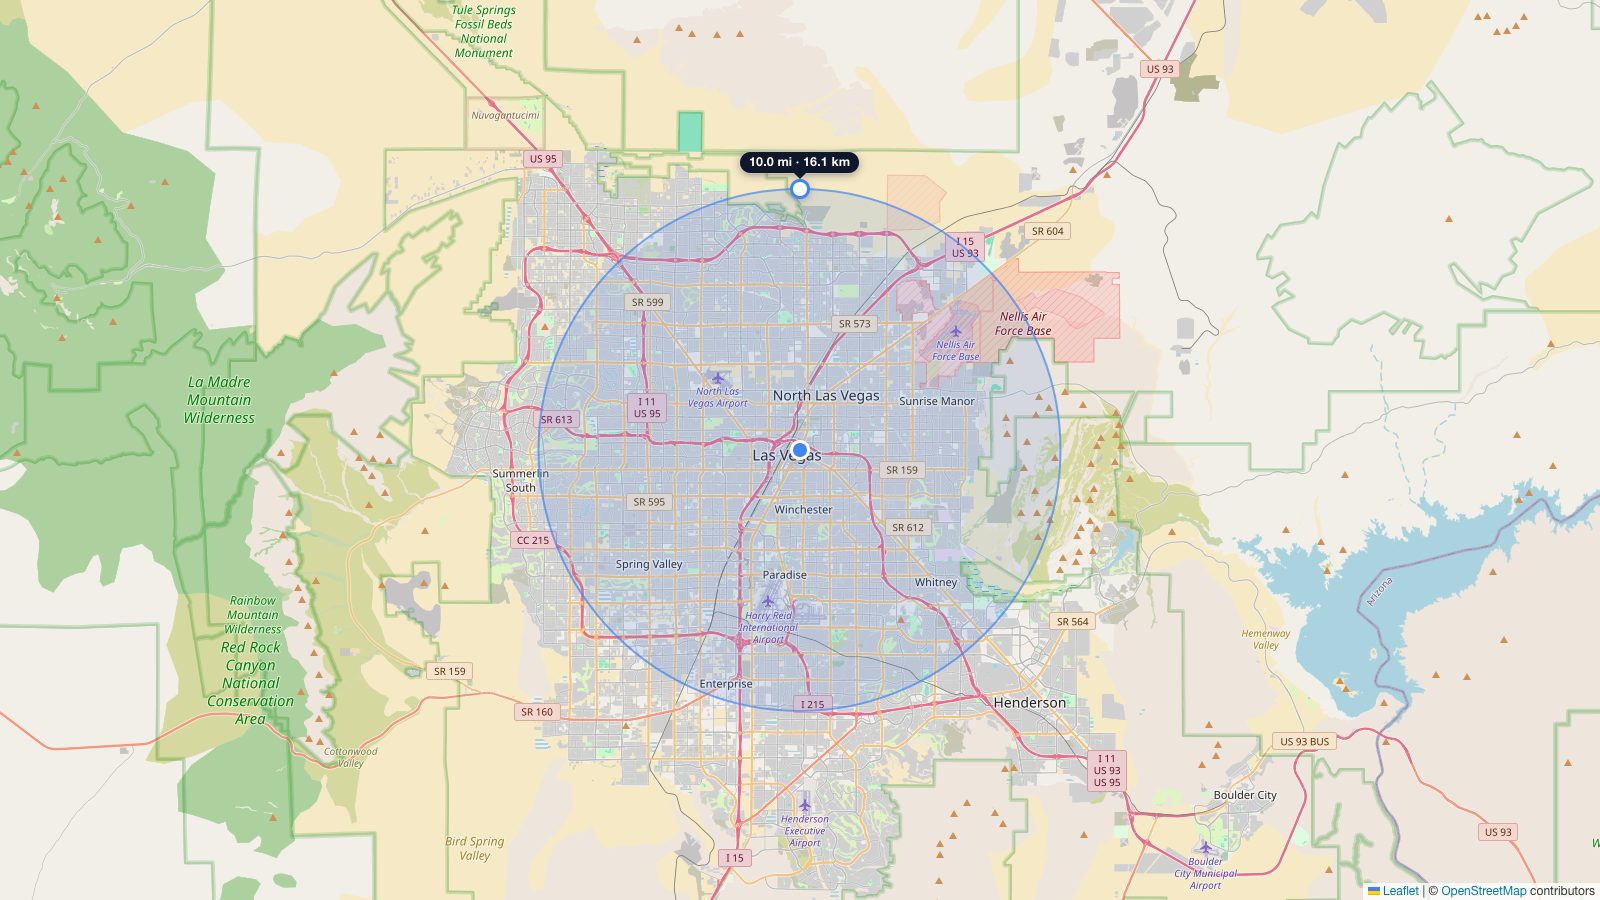 Tule Springs
Fossil Beds
National
Monument
US 93
Nuvagantucimi
US 95
10.0 mi · 16.1 km
SR 604
I 15
US 93
SR 599
SR 573
Nellis Air
Force Base
Nellis Air
Force Base
La Madre
Mountain
Wilderness
North Las
Vegas Airport
North Las Vegas
Sunrise Manor
I 11
US 95
SR 613
Las Vegas
SR 159
Summerlin
South
SR 595
Winchester
SR 612
CC 215
Spring Valley
Paradise
Whitney
Arizona
Rainbow
Mountain
Wilderness
Harry Reid
International
Airport
SR 564
Hemenway
Valley
Red Rock
Canyon
National
Conservation
Area
SR 159
Enterprise
I 215
Henderson
SR 160
Cottonwood
Valley
US 93 BUS
I 11
US 93
US 95
Boulder City
Henderson
Executive
Airport
US 93
Bird Spring
Valley
I 15
Boulder
City Municipal
Airport
W
Leaflet | © OpenStreetMap contributors